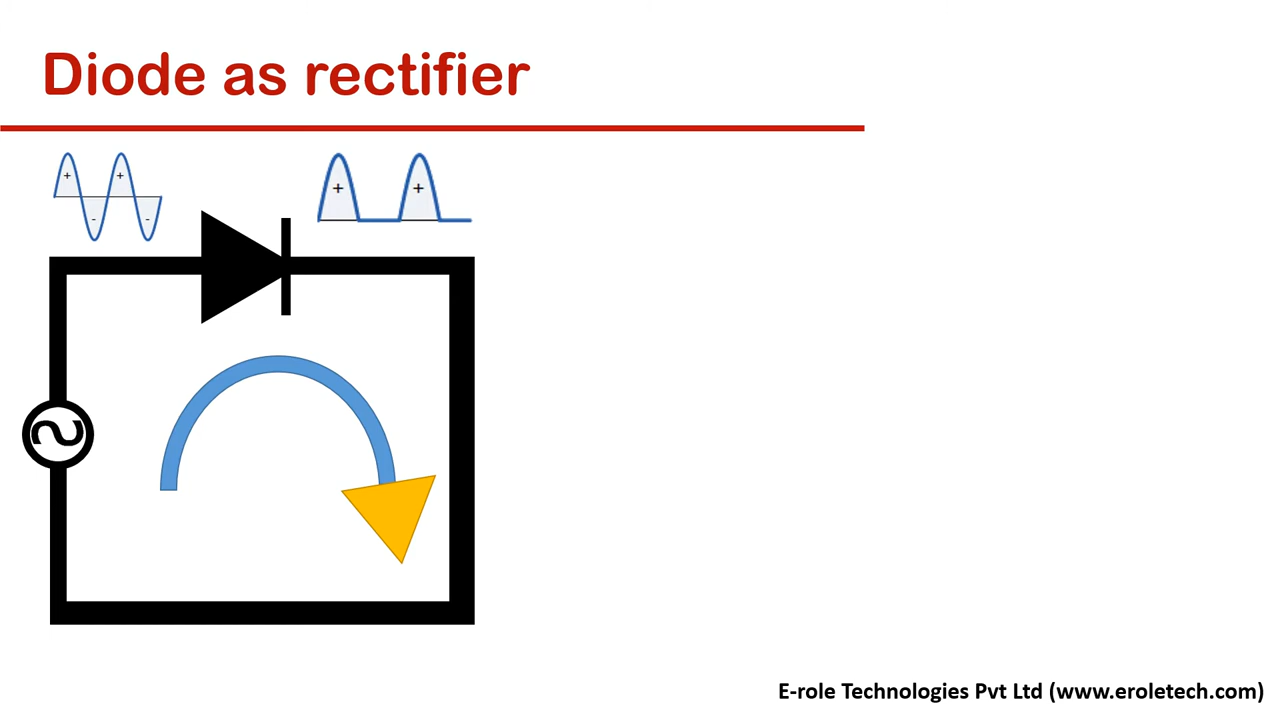 Diode as rectifier
+ + + +
- -
E-role Technologies Pvt Ltd (www.eroletech.com)